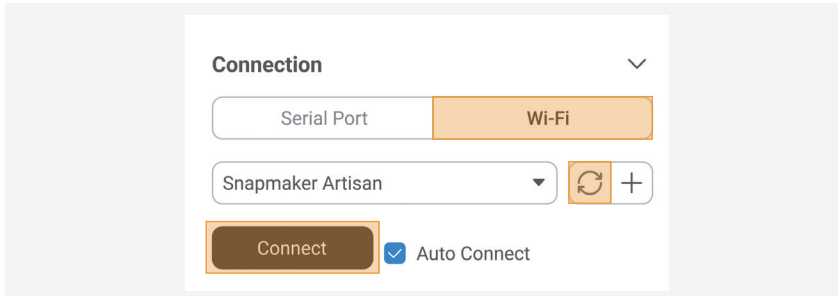 Connection
Serial Port Wi-Fi
Snapmaker Artisan
Connect Auto Connect